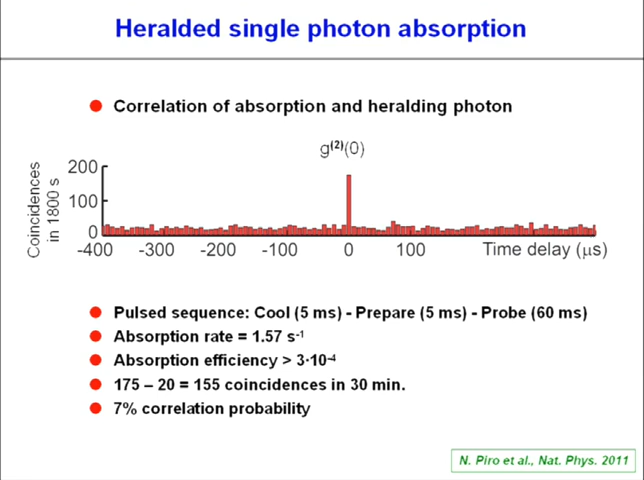 Heralded single photon absorption
Correlation of absorption and heralding photon
g⁽²⁾(0)
Coincidences
in 1800 s
200
100
0
-400 -300 -200 -100 0 100 Time delay (μs)
Pulsed sequence: Cool (5 ms) - Prepare (5 ms) - Probe (60 ms)
Absorption rate = 1.57 s⁻¹
Absorption efficiency > 3·10⁻⁴
175 – 20 = 155 coincidences in 30 min.
7% correlation probability
N. Piro et al., Nat. Phys. 2011